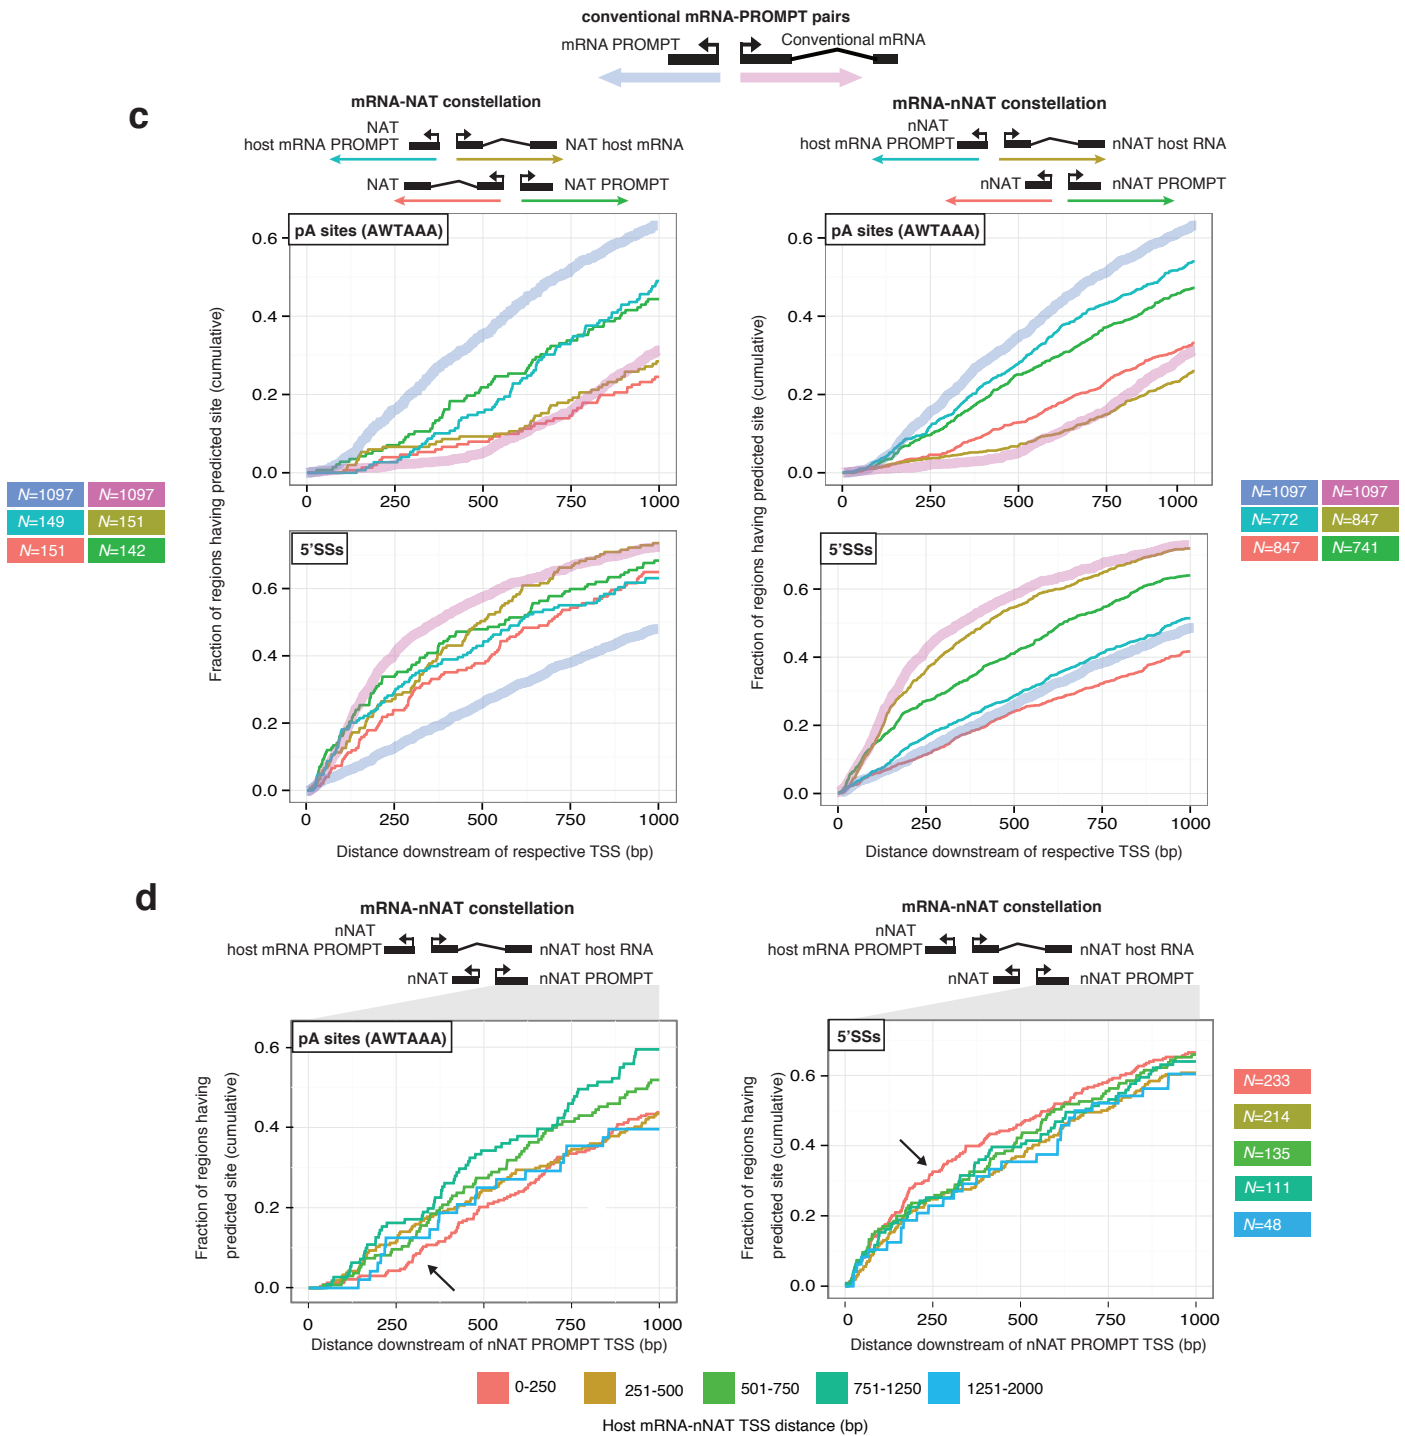 conventional mRNA-PROMPT pairs
mRNA PROMPT
Conventional mRNA
c
mRNA-NAT constellation
NAT
host mRNA PROMPT
NAT host mRNA
NAT
NAT PROMPT
mRNA-nNAT constellation
nNAT
host mRNA PROMPT
nNAT host RNA
nNAT
nNAT PROMPT
pA sites (AWTAAA)
0.6
0.4
0.2
0.0
0 250 500 750 1000
Fraction of regions having predicted site (cumulative)
pA sites (AWTAAA)
0.6
0.4
0.2
0.0
0 250 500 750 1000
Fraction of regions having predicted site (cumulative)
N=1097 N=1097
N=149 N=151
N=151 N=142
N=1097 N=1097
N=772 N=847
N=847 N=741
5'SSs
0.6
0.4
0.2
0.0
0 250 500 750 1000
Distance downstream of respective TSS (bp)
5'SSs
0.6
0.4
0.2
0.0
0 250 500 750 1000
Distance downstream of respective TSS (bp)
d
mRNA-nNAT constellation
nNAT
host mRNA PROMPT
nNAT host RNA
nNAT
nNAT PROMPT
mRNA-nNAT constellation
nNAT
host mRNA PROMPT
nNAT host RNA
nNAT
nNAT PROMPT
pA sites (AWTAAA)
Fraction of regions having
predicted site (cumulative)
0.6
0.4
0.2
0.0
0 250 500 750 1000
Distance downstream of nNAT PROMPT TSS (bp)
5'SSs
Fraction of regions having
predicted site (cumulative)
0.6
0.4
0.2
0.0
0 250 500 750 1000
Distance downstream of nNAT PROMPT TSS (bp)
N=233
N=214
N=135
N=111
N=48
0-250 251-500 501-750 751-1250 1251-2000
Host mRNA-nNAT TSS distance (bp)